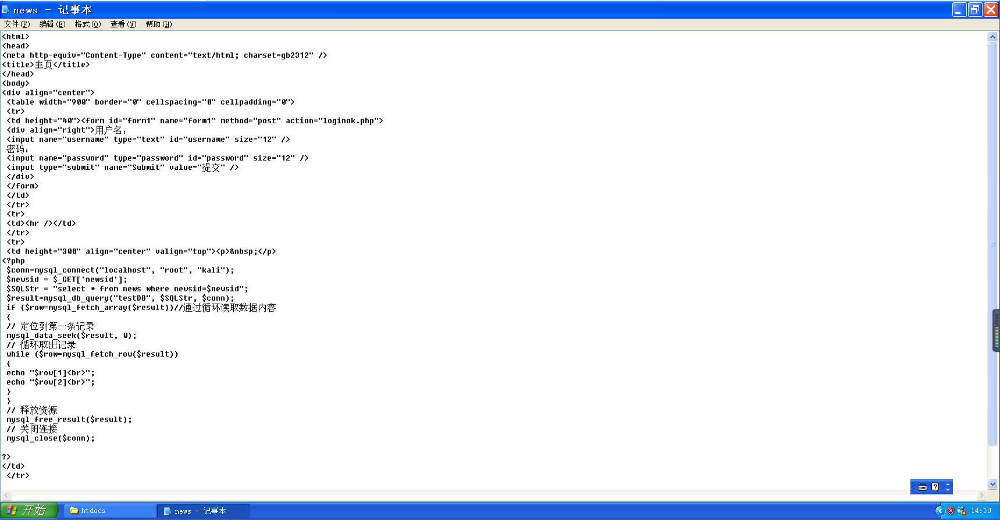 news - 记事本
文件(F) 编辑(E) 格式(O) 查看(V) 帮助(H)
<html>
<head>
<meta http-equiv="Content-Type" content="text/html; charset=gb2312" />
<title>主页</title>
</head>
<body>
<div align="center">
<table width="900" border="0" cellspacing="0" cellpadding="0">
<tr>
<td height="40"><form id="form1" name="form1" method="post" action="loginok.php">
<div align="right">用户名:
<input name="username" type="text" id="username" size="12" />
密码:
<input name="password" type="password" id="password" size="12" />
<input type="submit" name="Submit" value="提交" />
</div>
</form>
</td>
</tr>
<tr>
<td><hr /></td>
</tr>
<tr>
<td height="300" align="center" valign="top"><p>&nbsp;</p>
<?php
$conn=mysql_connect("localhost", "root", "kali");
$newsid = $_GET['newsid'];
$SQLStr = "select * from news where newsid=$newsid";
$result=mysql_db_query("testDB", $SQLStr, $conn);
if ($row=mysql_fetch_array($result))//通过循环读取数据内容
{
// 定位到第一条记录
mysql_data_seek($result, 0);
// 循环取出记录
while ($row=mysql_fetch_row($result))
{
echo "$row[1]<br>";
echo "$row[2]<br>";
}
}
// 释放资源
mysql_free_result($result);
// 关闭连接
mysql_close($conn);
?>
</td>
</tr>
开始 htdocs news - 记事本 14:10